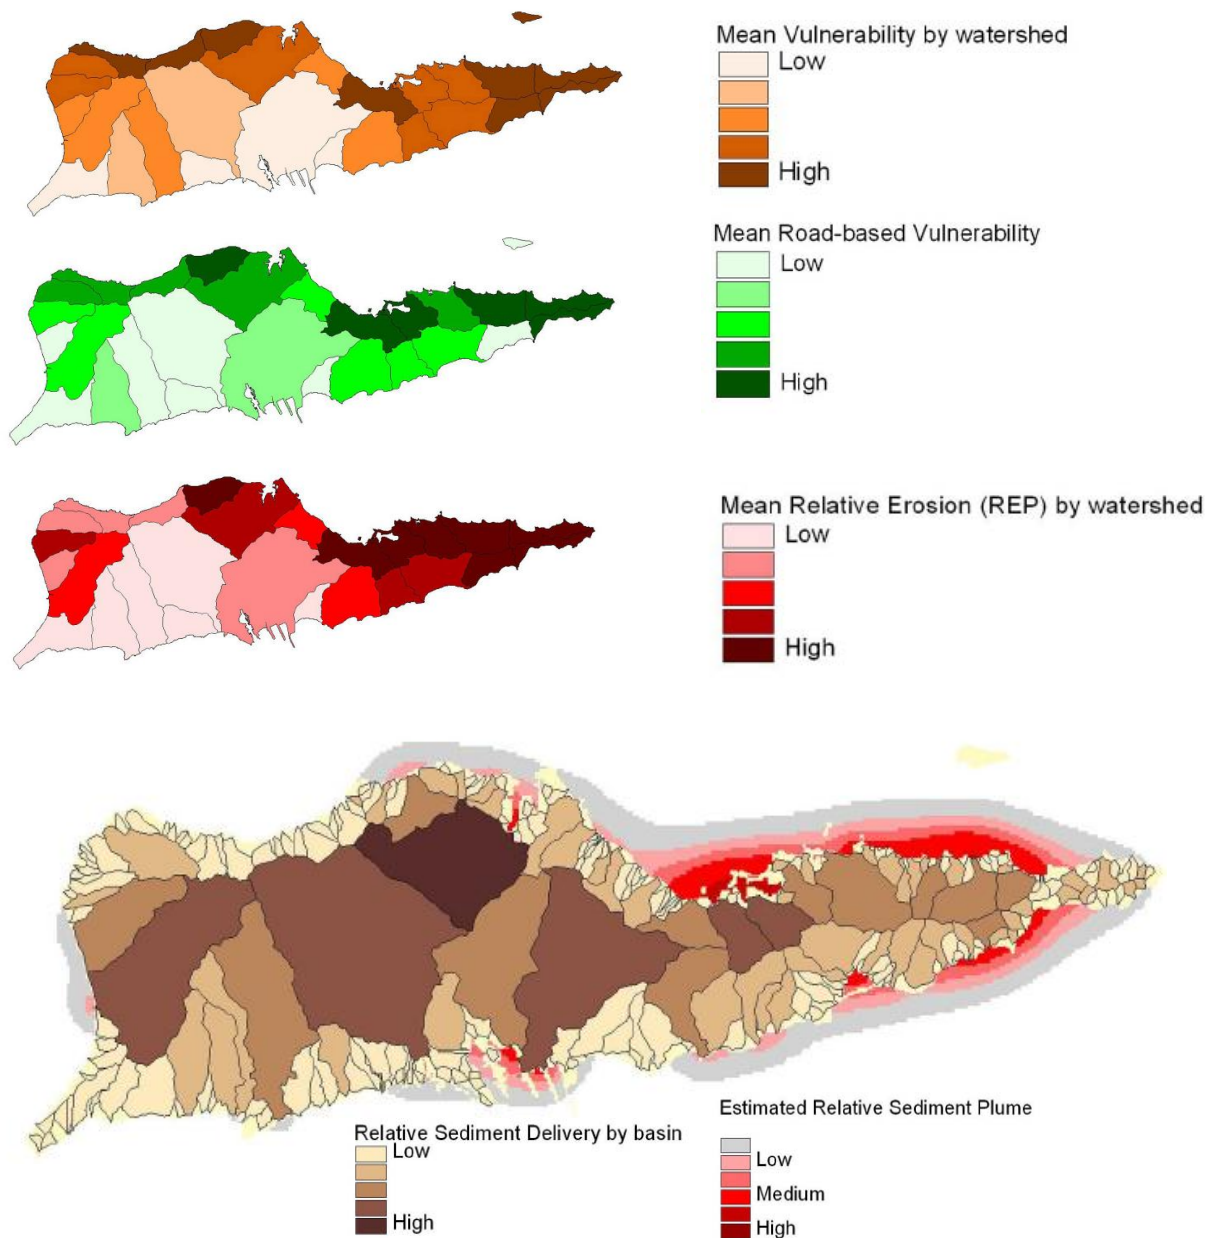 Mean Vulnerability by watershed
Low
High
Mean Road-based Vulnerability
Low
High
Mean Relative Erosion (REP) by watershed
Low
High
Relative Sediment Delivery by basin
Low
High
Estimated Relative Sediment Plume
Low
Medium
High